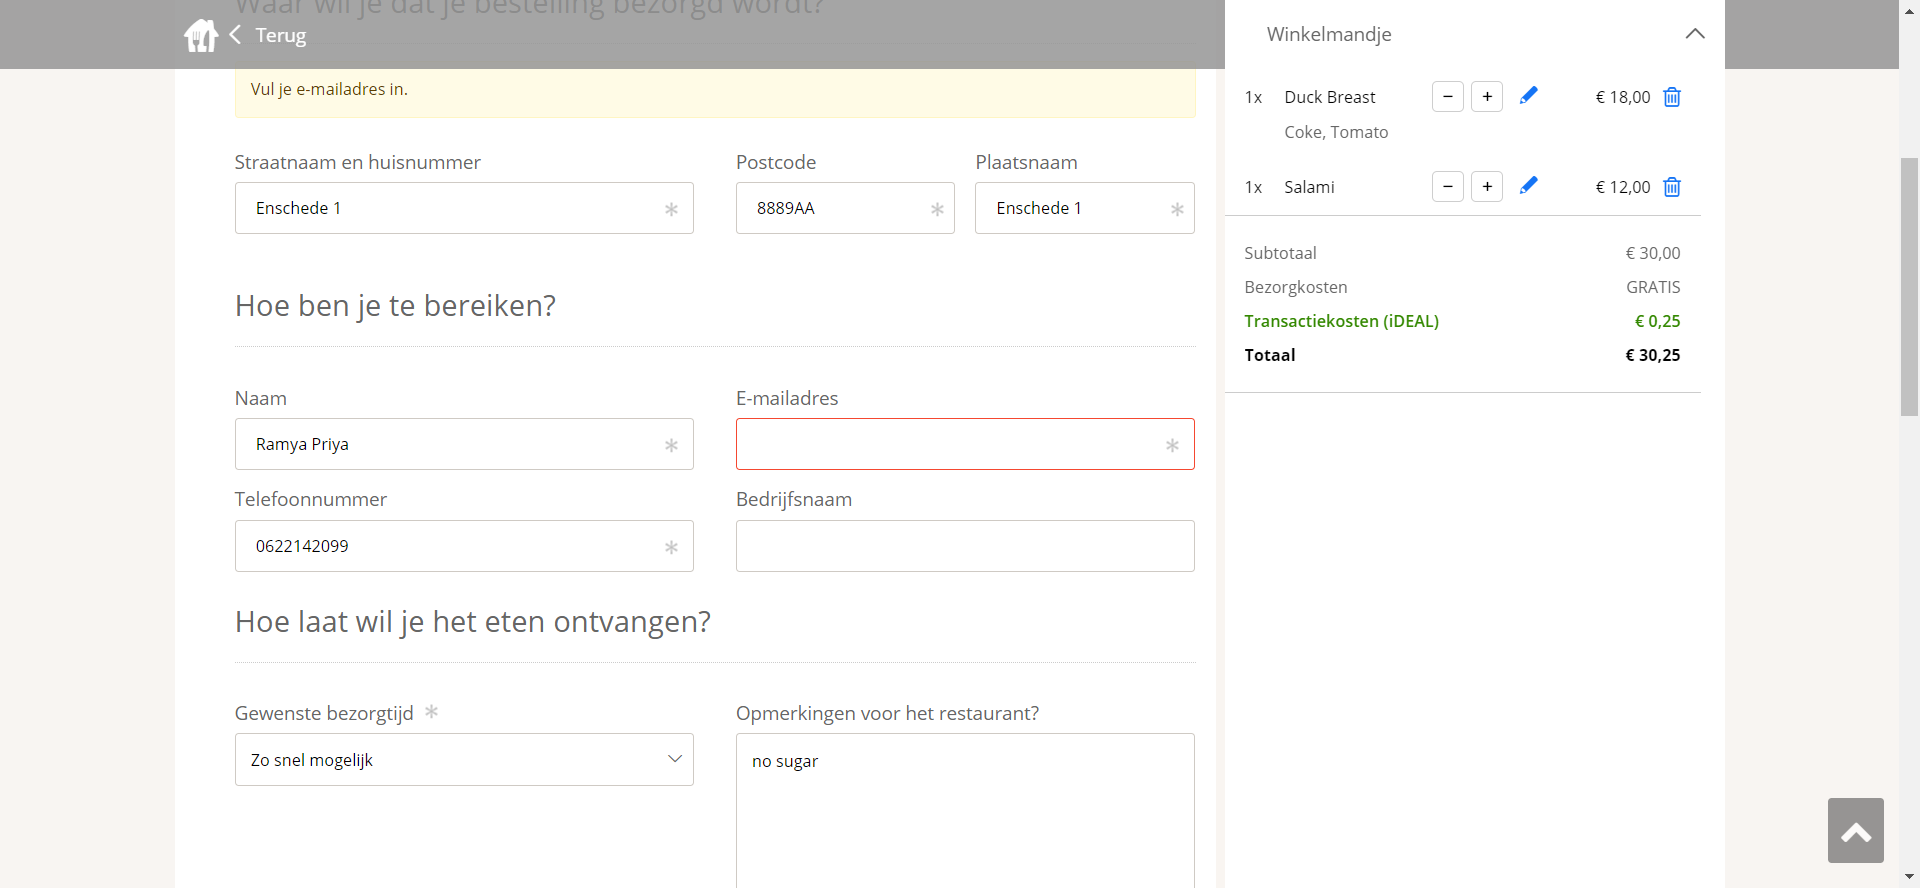 Waar wil je dat je bestelling bezorgd wordt?
Terug
Vul je e-mailadres in.
Straatnaam en huisnummer
Postcode
Plaatsnaam
Enschede 1 *
8889AA *
Enschede 1 *
Hoe ben je te bereiken?
Naam
E-mailadres
Ramya Priya *
*
Telefoonnummer
Bedrijfsnaam
0622142099 *
Hoe laat wil je het eten ontvangen?
Gewenste bezorgtijd *
Opmerkingen voor het restaurant?
Zo snel mogelijk
no sugar
Winkelmandje
1x Duck Breast − + € 18,00
Coke, Tomato
1x Salami − + € 12,00
Subtotaal € 30,00
Bezorgkosten GRATIS
Transactiekosten (iDEAL) € 0,25
Totaal € 30,25